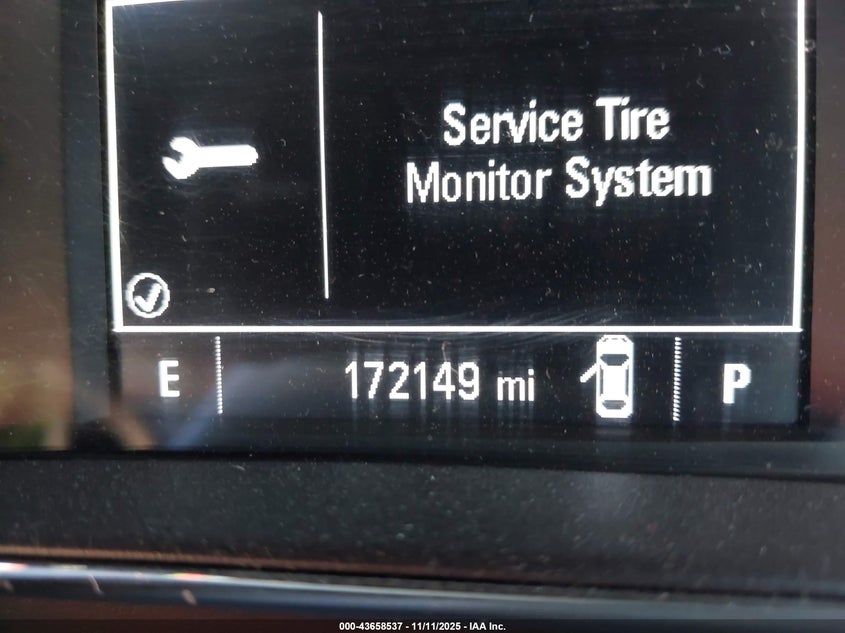 Service Tire
Monitor System
E 172149 mi P
000-43658537 - 11/11/2025 - IAA Inc.